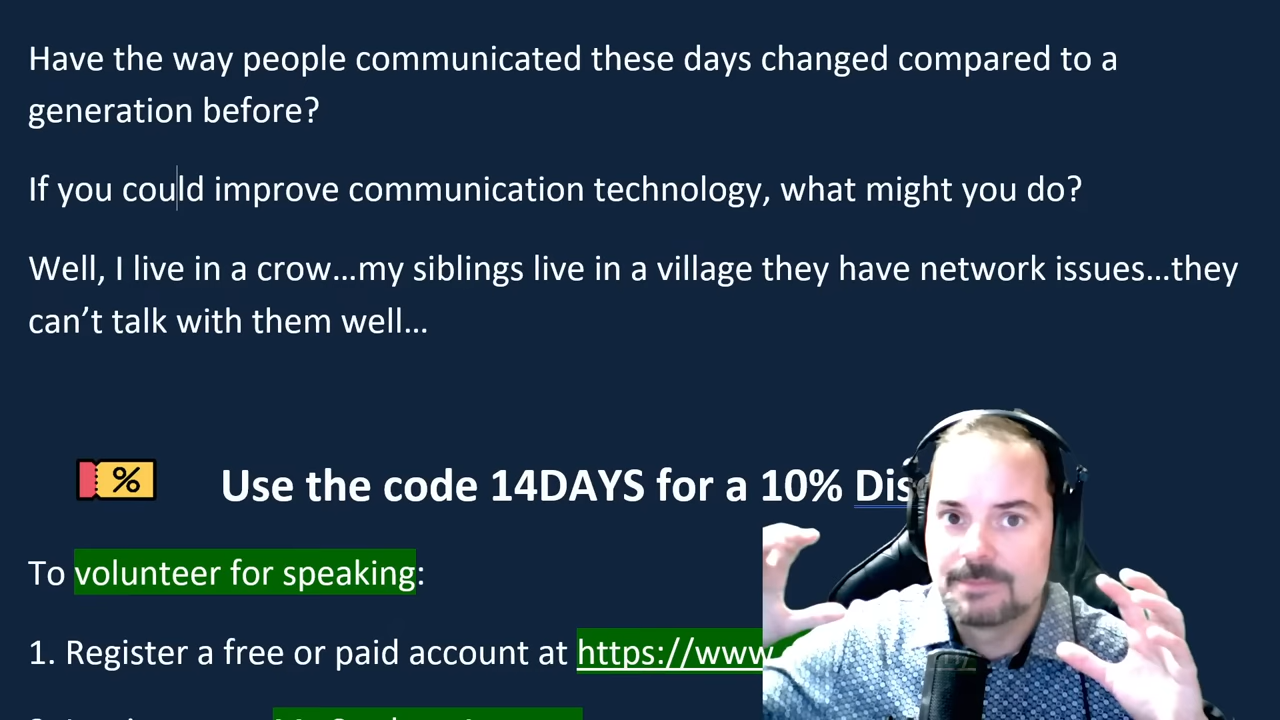 Have the way people communicated these days changed compared to a
generation before?
If you could improve communication technology, what might you do?
Well, I live in a crow…my siblings live in a village they have network issues…they
can’t talk with them well…
% Use the code 14DAYS for a 10% Dis
To volunteer for speaking:
1. Register a free or paid account at https://www.